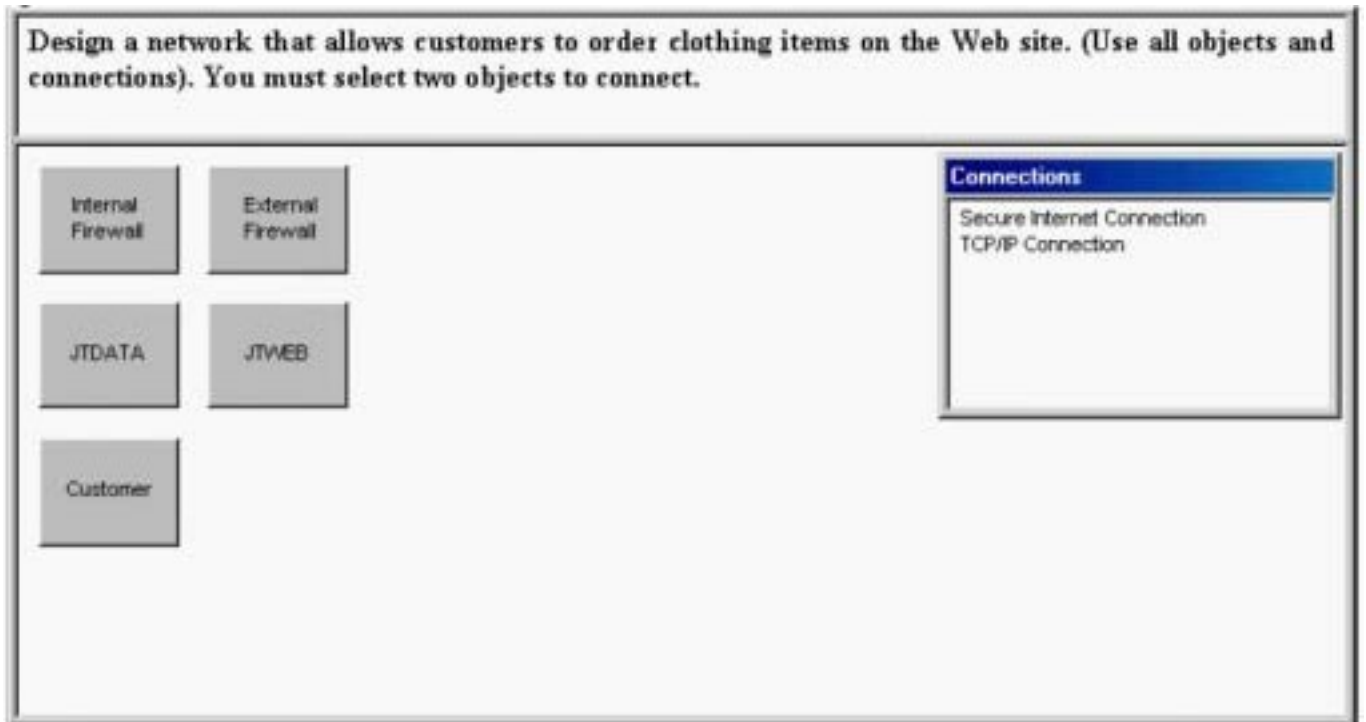 Design a network that allows customers to order clothing items on the Web site. (Use all objects and
connections). You must select two objects to connect.
Internal
Firewall
External
Firewall
Connections
Secure Internet Connection
TCP/IP Connection
JTDATA
JTWEB
Customer